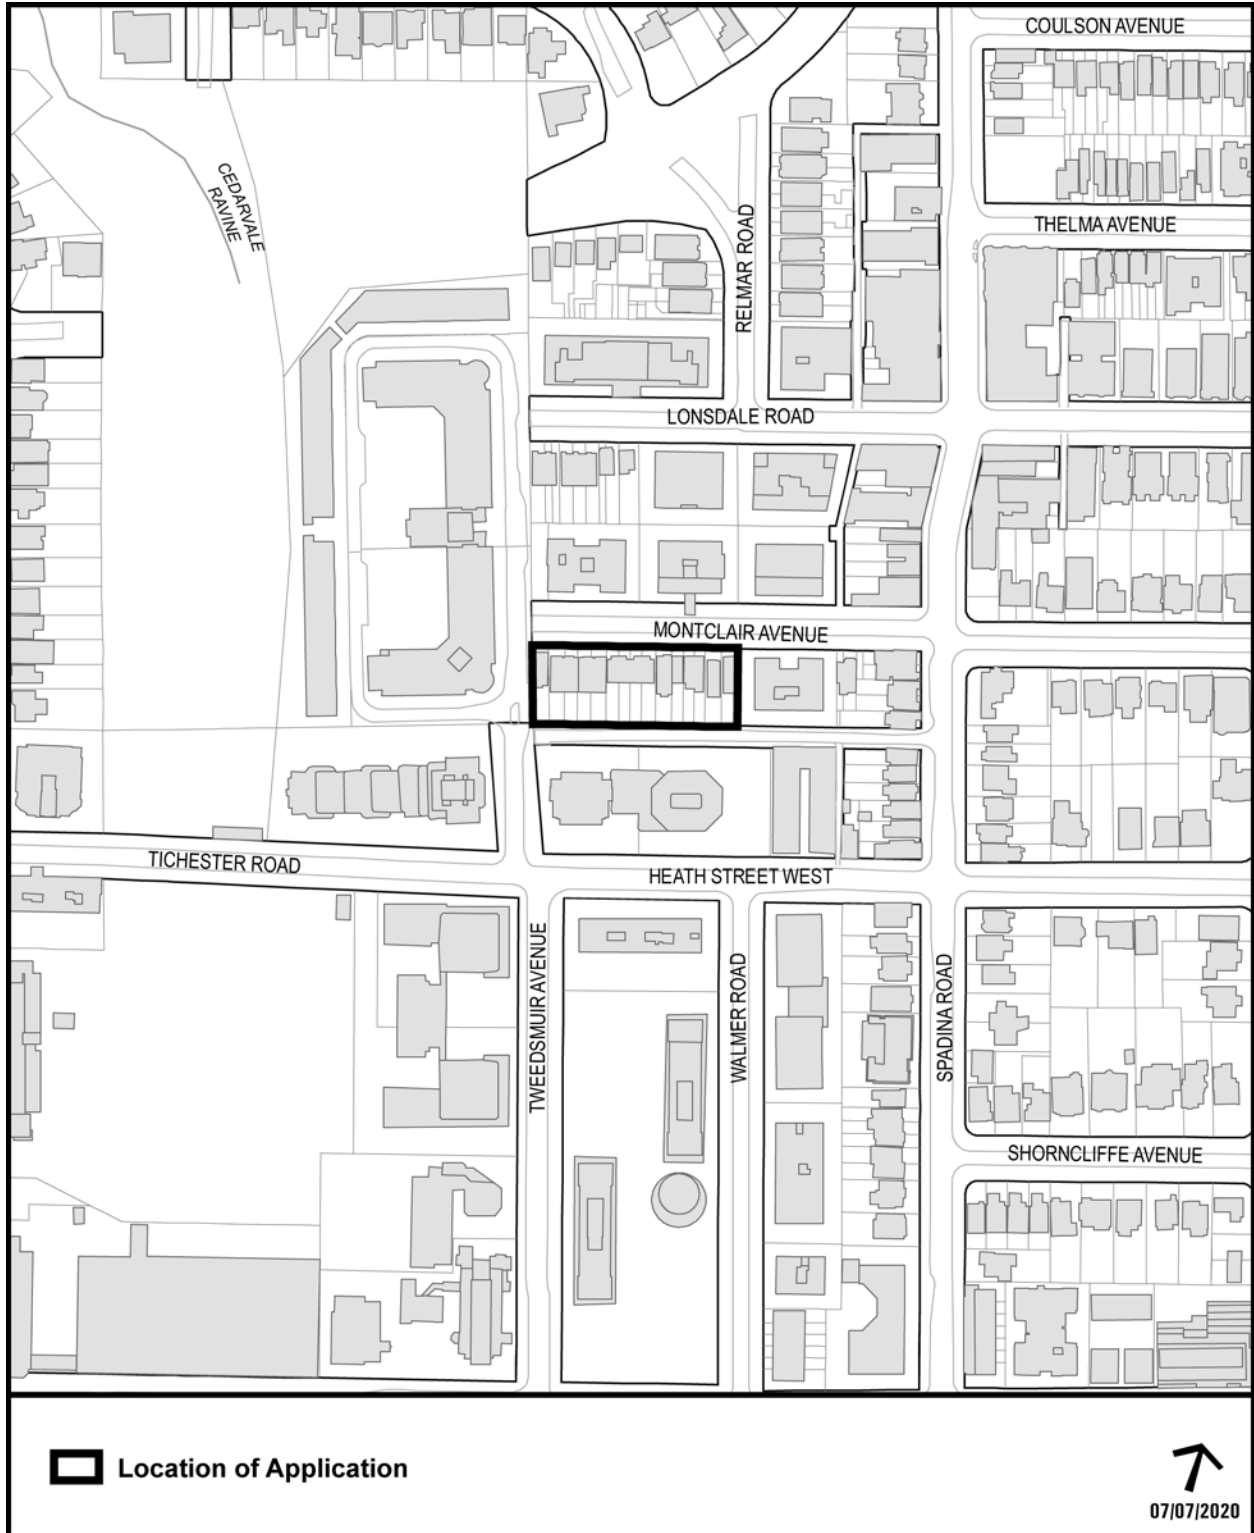 COULSON AVENUE
CEDARVALE
RAVINE
THELMA AVENUE
RELMAR ROAD
LONSDALE ROAD
MONTCLAIR AVENUE
TICHESTER ROAD
HEATH STREET WEST
TWEEDSMUIR AVENUE
WALMER ROAD
SPADINA ROAD
SHORNCLIFFE AVENUE
Location of Application
07/07/2020